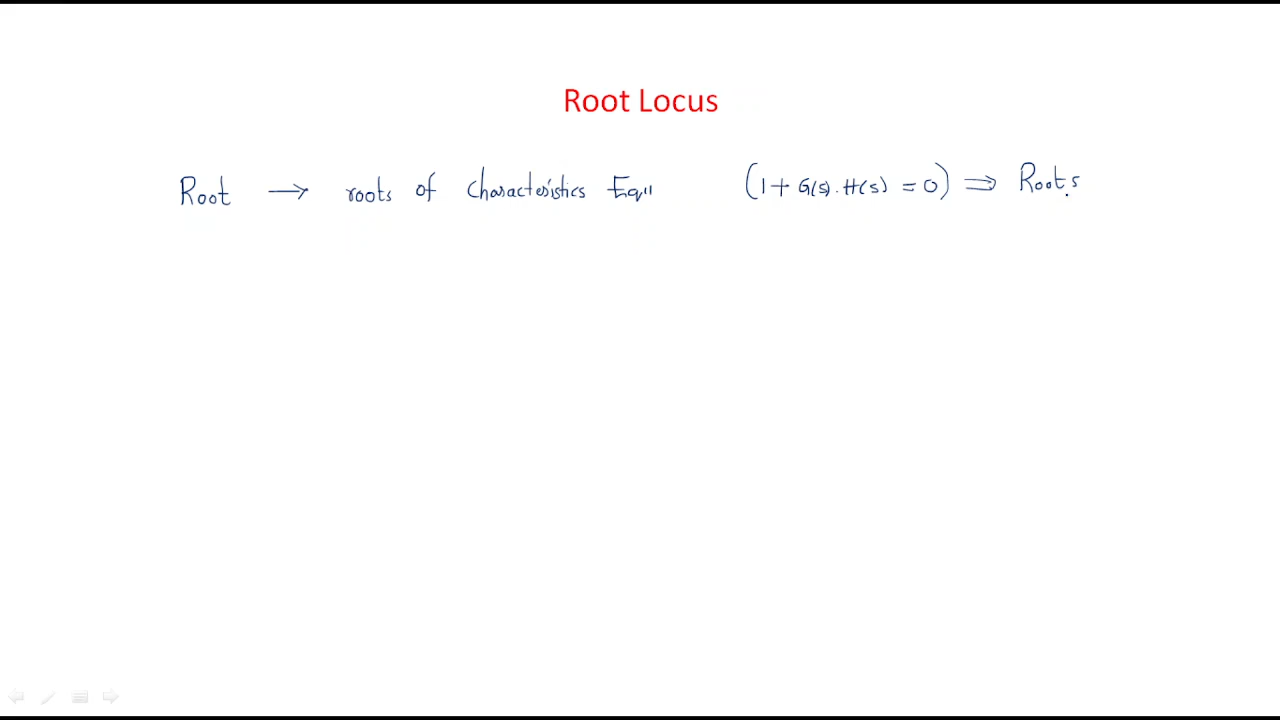 Root Locus
Root → roots of characteristics Eqⁿ (1 + G(s).H(s) = 0) ⇒ Roots